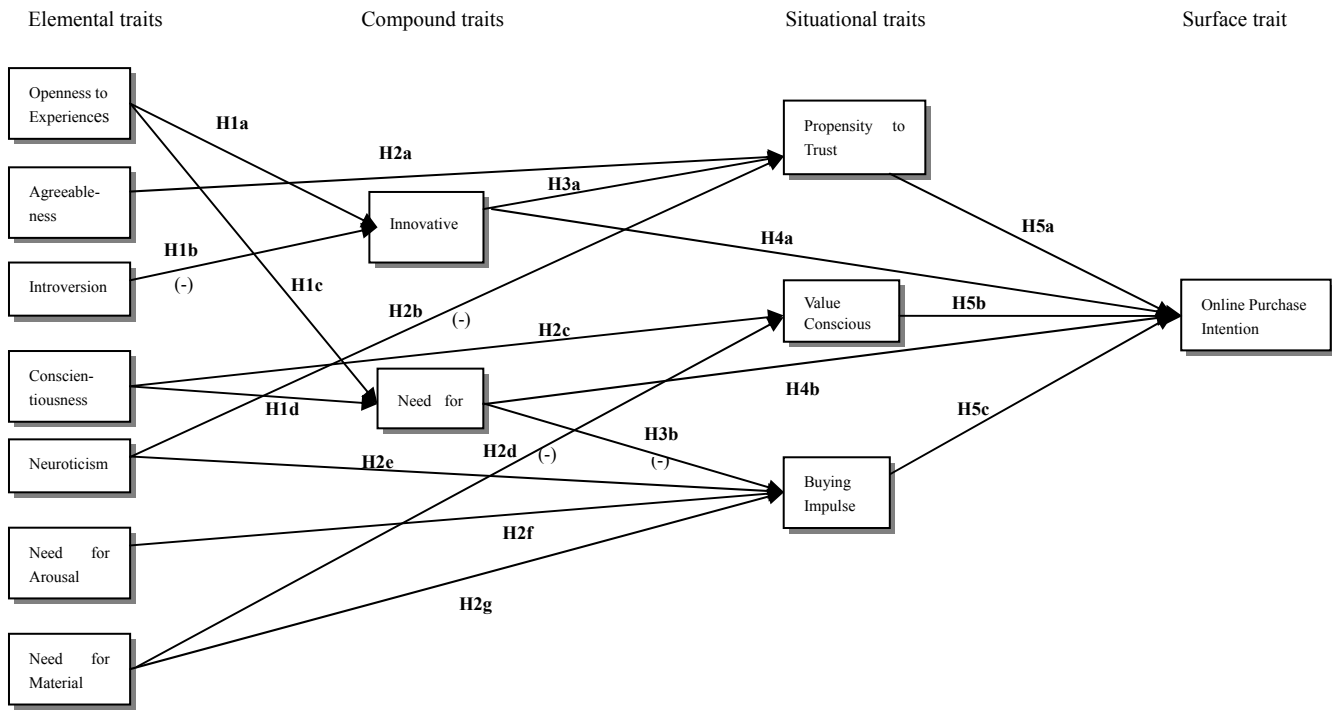 Elemental traits
Compound traits
Situational traits
Surface trait
Openness to
Experiences
Agreeable-
ness
Introversion
Conscien-
tiousness
Neuroticism
Need for
Arousal
Need for
Material
H1a
H2a
H3a
H1b
(-)
H1c
H2b
(-)
H2c
H1d
H2d
(-)
H2e
H2f
H2g
Innovative
Need for
H4a
H4b
H3b
(-)
Propensity to
Trust
Value
Conscious
Buying
Impulse
H5a
H5b
H5c
Online Purchase
Intention